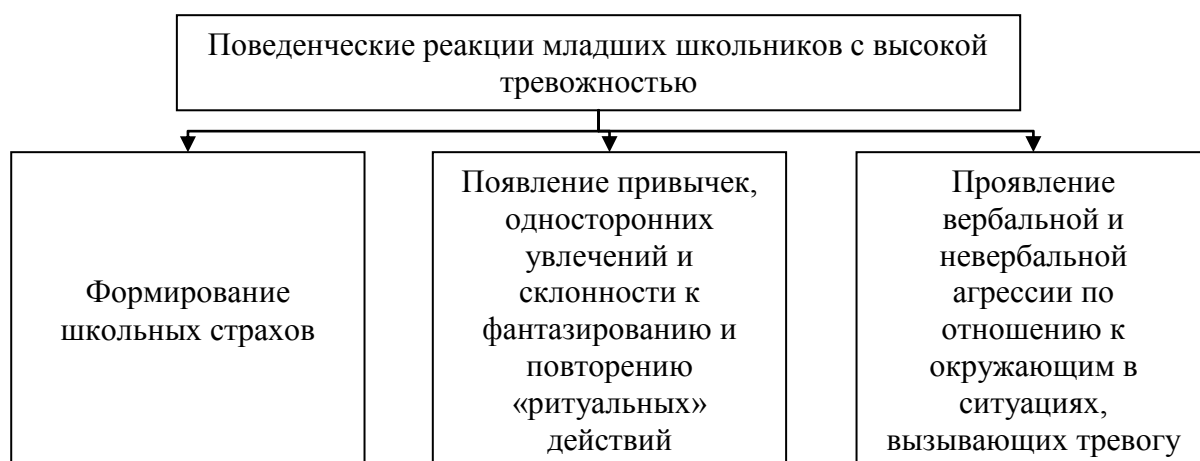 Поведенческие реакции младших школьников с высокой
тревожностью
Формирование
школьных страхов
Появление привычек,
односторонних
увлечений и
склонности к
фантазированию и
повторению
«ритуальных»
действий
Проявление
вербальной и
невербальной
агрессии по
отношению к
окружающим в
ситуациях,
вызывающих тревогу